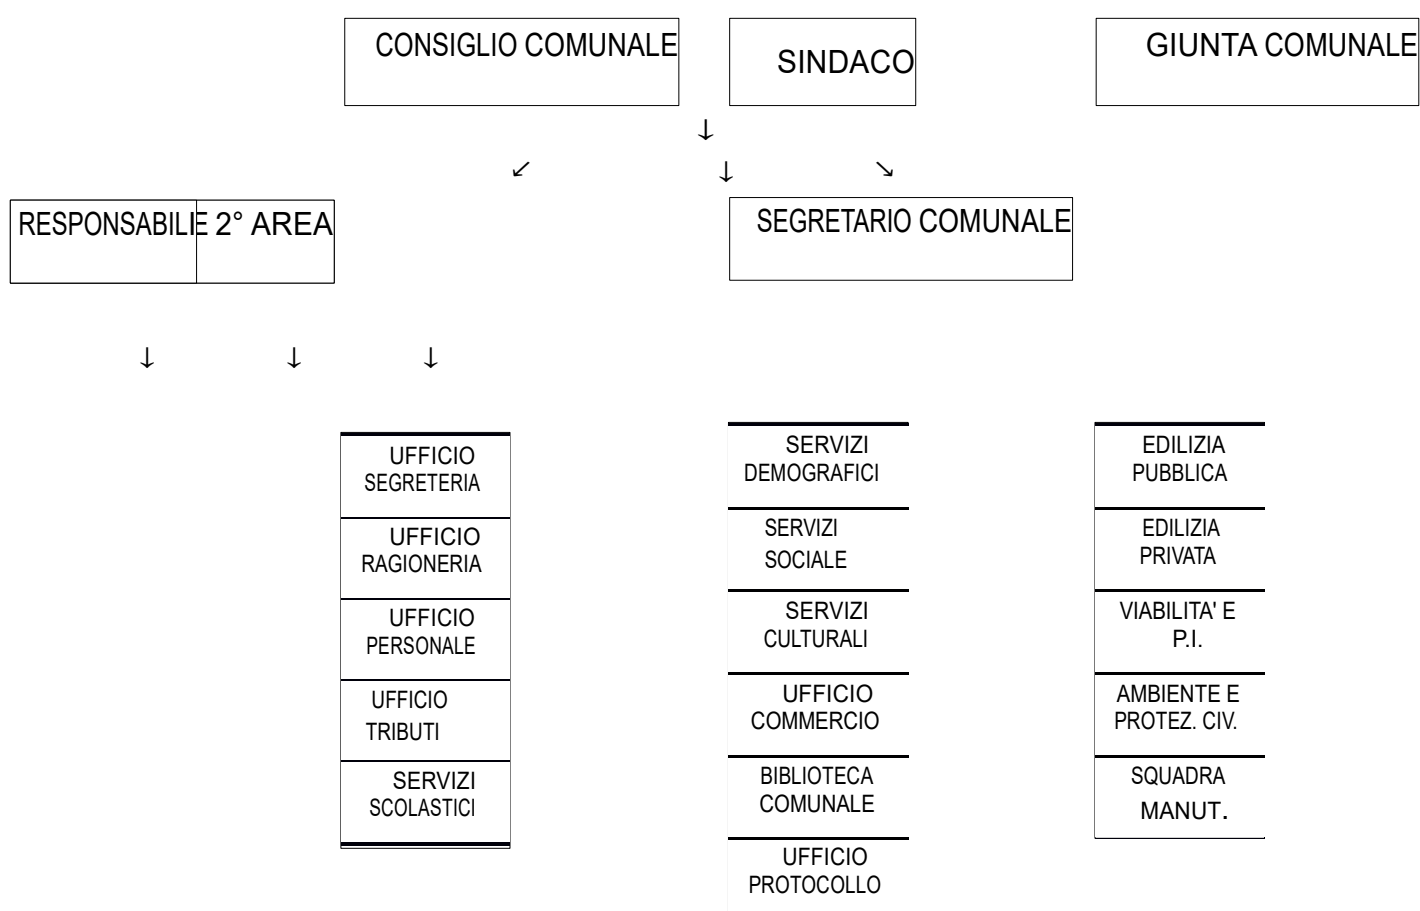 CONSIGLIO COMUNALE
SINDACO
GIUNTA COMUNALE
↓
↙ ↓ ↘
RESPONSABILIE 2° AREA
SEGRETARIO COMUNALE
↓ ↓ ↓
UFFICIO
SEGRETERIA
UFFICIO
RAGIONERIA
UFFICIO
PERSONALE
UFFICIO
TRIBUTI
SERVIZI
SCOLASTICI
SERVIZI
DEMOGRAFICI
SERVIZI
SOCIALE
SERVIZI
CULTURALI
UFFICIO
COMMERCIO
BIBLIOTECA
COMUNALE
UFFICIO
PROTOCOLLO
EDILIZIA
PUBBLICA
EDILIZIA
PRIVATA
VIABILITA' E
P.I.
AMBIENTE E
PROTEZ. CIV.
SQUADRA
MANUT.